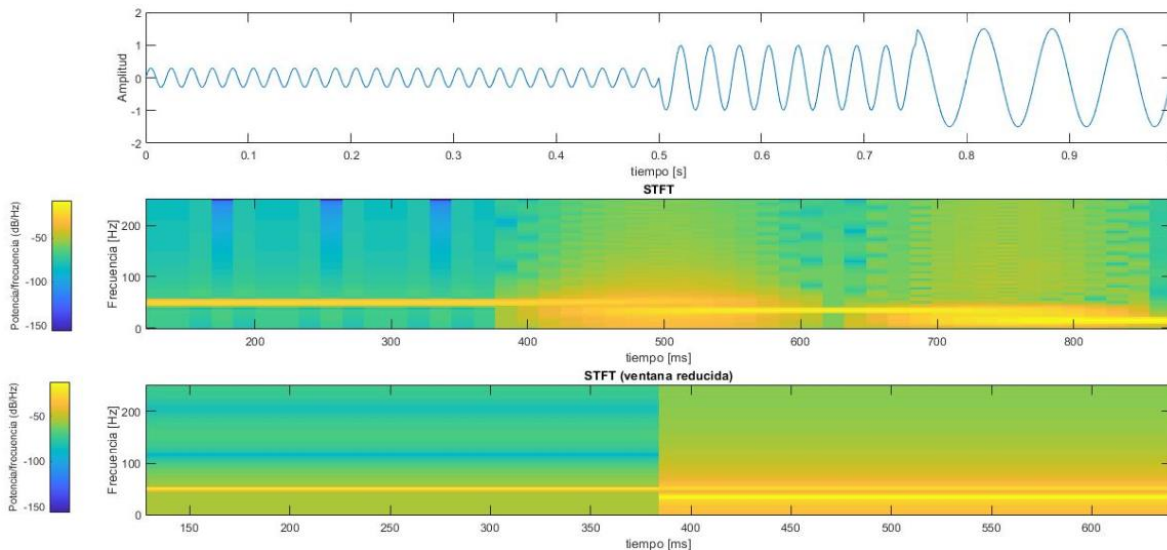 Amplitud
2
1
0
-1
-2
0 0.1 0.2 0.3 0.4 0.5 0.6 0.7 0.8 0.9
tiempo [s]
STFT
Potencia/frecuencia (dB/Hz)
-50
-100
-150
Frecuencia [Hz]
200
100
0
200 300 400 500 600 700 800
tiempo [ms]
STFT (ventana reducida)
Potencia/frecuencia (dB/Hz)
-50
-100
-150
Frecuencia [Hz]
200
100
0
150 200 250 300 350 400 450 500 550 600
tiempo [ms]